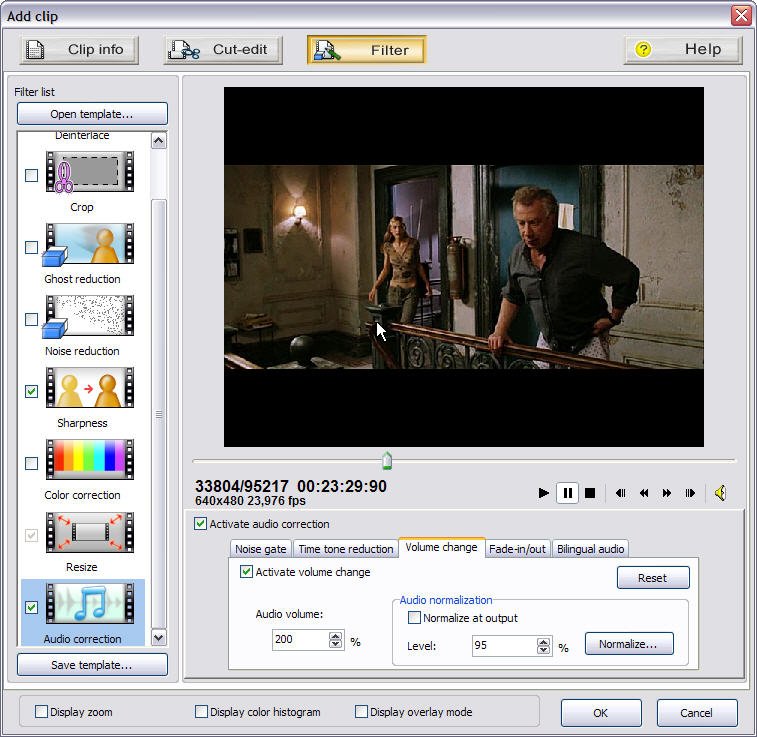 Add clip
Clip info
Cut-edit
Filter
? Help
Filter list
Open template...
Deinterlace
Crop
Ghost reduction
Noise reduction
Sharpness
Color correction
Resize
Audio correction
Save template...
33804/95217 00:23:29:90
640x480 23,976 fps
Activate audio correction
Noise gate Time tone reduction Volume change Fade-in/out Bilingual audio
Activate volume change
Reset
Audio volume:
200 %
Audio normalization
Normalize at output
Level: 95 % Normalize...
Display zoom Display color histogram Display overlay mode
OK Cancel